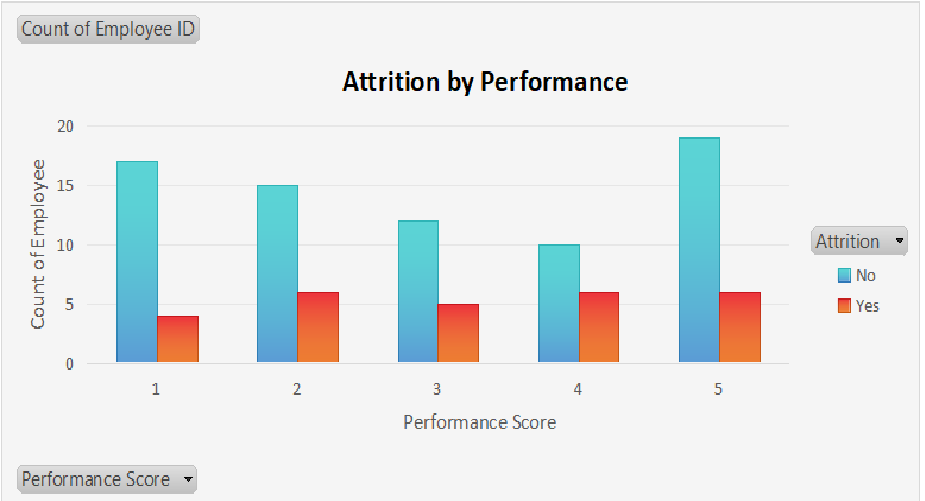 Count of Employee ID
Attrition by Performance
Count of Employee
20
15
10
5
0
1 2 3 4 5
Performance Score
Attrition
No
Yes
Performance Score